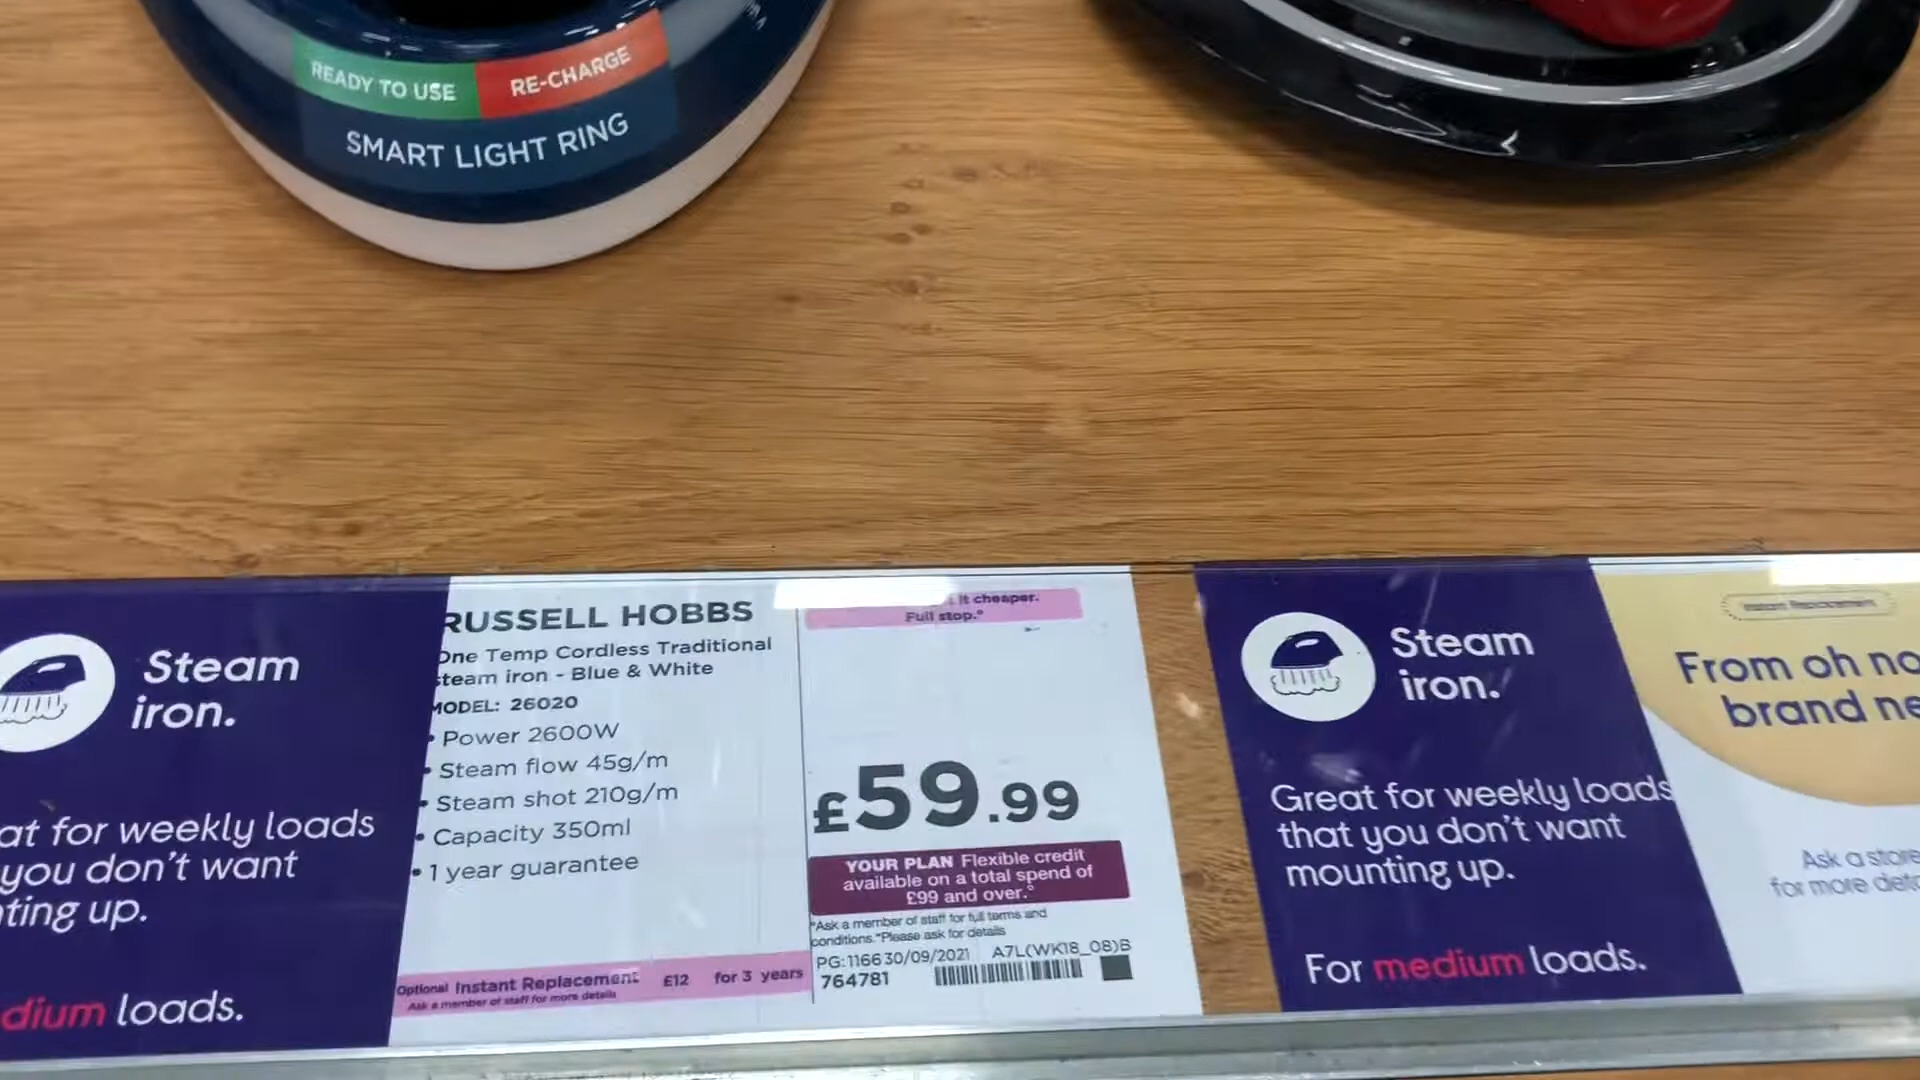 READY TO USE
RE-CHARGE
SMART LIGHT RING
Steam
iron.
at for weekly loads
you don't want
ting up.
dium loads.
RUSSELL HOBBS
One Temp Cordless Traditional
steam iron - Blue & White
MODEL: 26020
• Power 2600W
• Steam flow 45g/m
• Steam shot 210g/m
• Capacity 350ml
• 1 year guarantee
Optional Instant Replacement £12 for 3 years
Ask a member of staff for more details
it cheaper.
Full stop.°
£59.99
YOUR PLAN Flexible credit
available on a total spend of
£99 and over.°
*Ask a member of staff for full terms and
conditions.°Please ask for details
PG:1166 30/09/2021 A7L(WK18_08)B
764781
Steam
iron.
Great for weekly loads
that you don't want
mounting up.
For medium loads.
Instant Replacement
From oh no
brand ne
Ask a store
for more deta